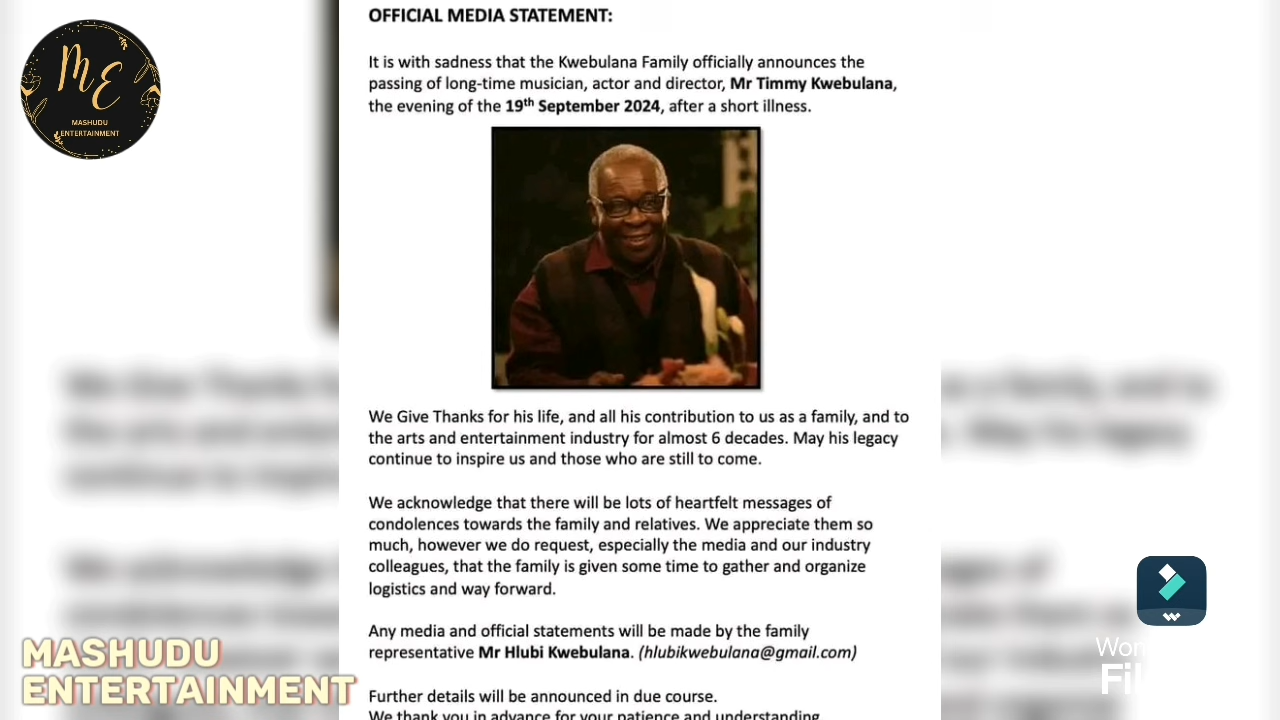 OFFICIAL MEDIA STATEMENT:
It is with sadness that the Kwebulana Family officially announces the
passing of long-time musician, actor and director, Mr Timmy Kwebulana,
the evening of the 19th September 2024, after a short illness.
We Give Thanks for his life, and all his contribution to us as a family, and to
the arts and entertainment industry for almost 6 decades. May his legacy
continue to inspire us and those who are still to come.
We acknowledge that there will be lots of heartfelt messages of
condolences towards the family and relatives. We appreciate them so
much, however we do request, especially the media and our industry
colleagues, that the family is given some time to gather and organize
logistics and way forward.
Any media and official statements will be made by the family
representative Mr Hlubi Kwebulana. (hlubikwebulana@gmail.com)
Further details will be announced in due course.
We thank you in advance for your patience and understanding
ME
MASHUDU
ENTERTAINMENT
MASHUDU
ENTERTAINMENT